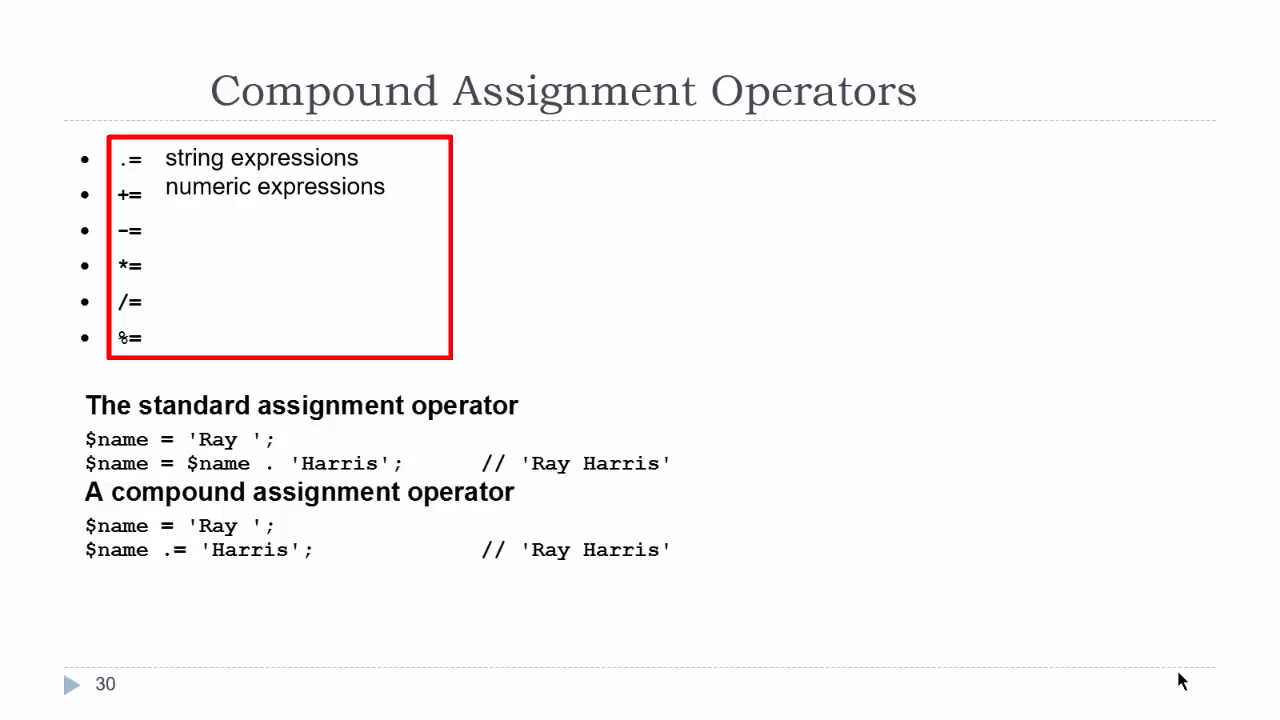 Compound Assignment Operators
• .= string expressions
• += numeric expressions
• -=
• *=
• /=
• %=
The standard assignment operator
$name = 'Ray ';
$name = $name . 'Harris'; // 'Ray Harris'
A compound assignment operator
$name = 'Ray ';
$name .= 'Harris'; // 'Ray Harris'
30